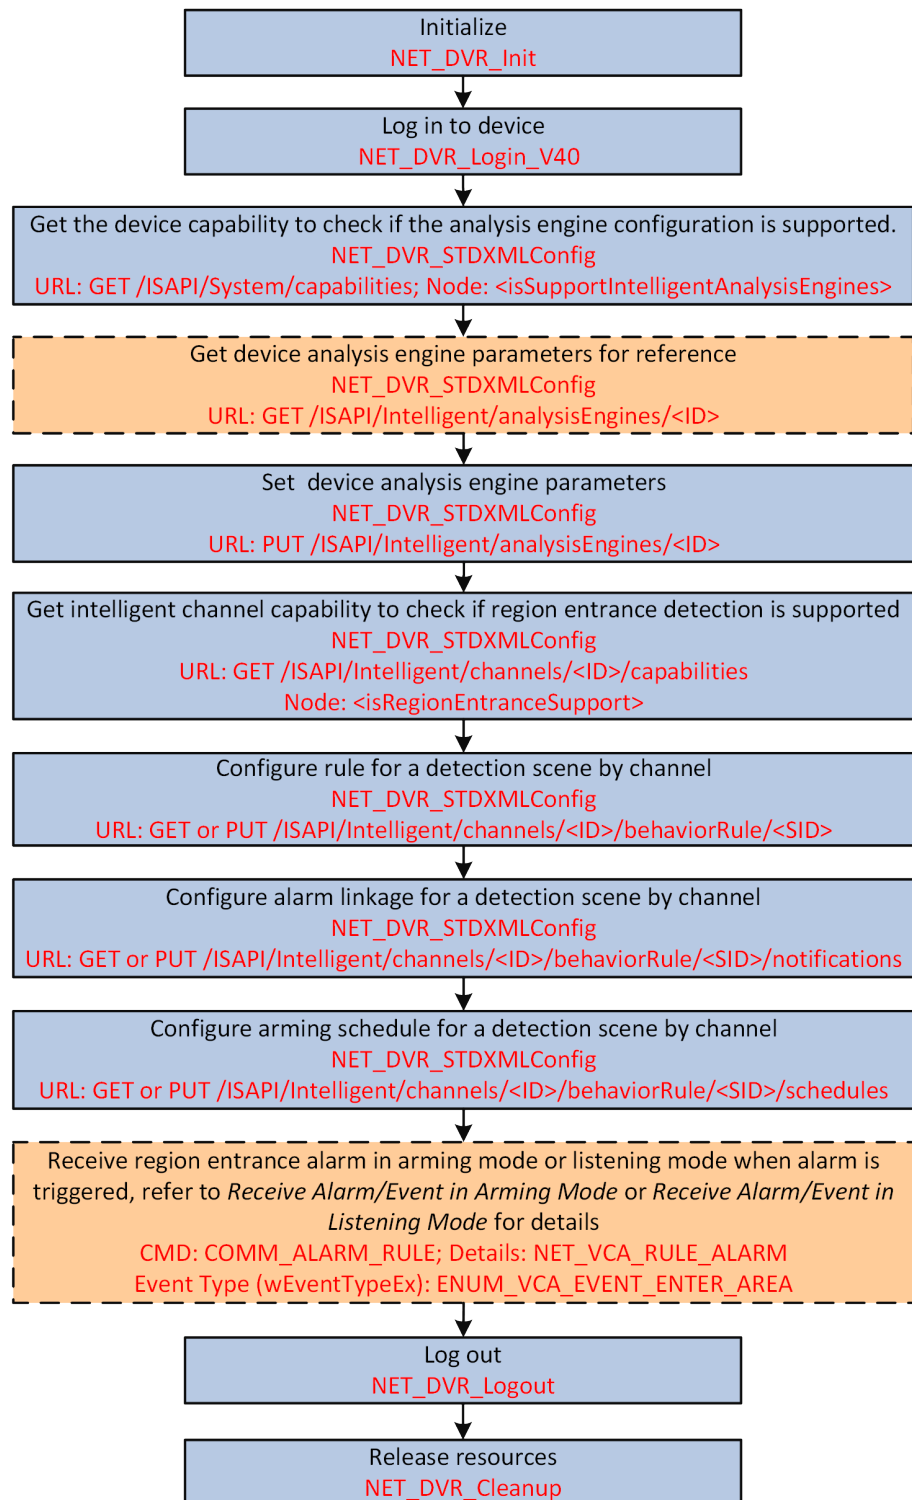 Initialize
NET_DVR_Init
Log in to device
NET_DVR_Login_V40
Get the device capability to check if the analysis engine configuration is supported.
NET_DVR_STDXMLConfig
URL: GET /ISAPI/System/capabilities; Node: <isSupportIntelligentAnalysisEngines>
Get device analysis engine parameters for reference
NET_DVR_STDXMLConfig
URL: GET /ISAPI/Intelligent/analysisEngines/<ID>
Set  device analysis engine parameters
NET_DVR_STDXMLConfig
URL: PUT /ISAPI/Intelligent/analysisEngines/<ID>
Get intelligent channel capability to check if region entrance detection is supported
NET_DVR_STDXMLConfig
URL: GET /ISAPI/Intelligent/channels/<ID>/capabilities
Node: <isRegionEntranceSupport>
Configure rule for a detection scene by channel
NET_DVR_STDXMLConfig
URL: GET or PUT /ISAPI/Intelligent/channels/<ID>/behaviorRule/<SID>
Configure alarm linkage for a detection scene by channel
NET_DVR_STDXMLConfig
URL: GET or PUT /ISAPI/Intelligent/channels/<ID>/behaviorRule/<SID>/notifications
Configure arming schedule for a detection scene by channel
NET_DVR_STDXMLConfig
URL: GET or PUT /ISAPI/Intelligent/channels/<ID>/behaviorRule/<SID>/schedules
Receive region entrance alarm in arming mode or listening mode when alarm is
triggered, refer to Receive Alarm/Event in Arming Mode or Receive Alarm/Event in
Listening Mode for details
CMD: COMM_ALARM_RULE; Details: NET_VCA_RULE_ALARM
Event Type (wEventTypeEx): ENUM_VCA_EVENT_ENTER_AREA
Log out
NET_DVR_Logout
Release resources
NET_DVR_Cleanup